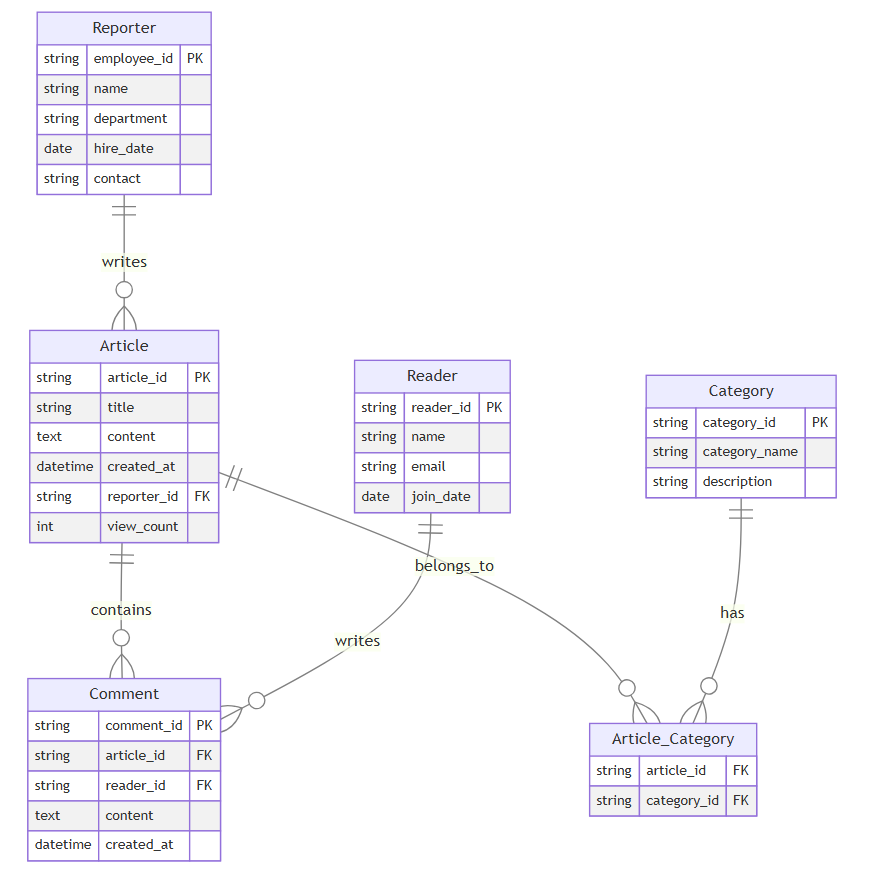 Reporter
string employee_id PK
string name
string department
date hire_date
string contact
writes
Article
string article_id PK
string title
text content
datetime created_at
string reporter_id FK
int view_count
Reader
string reader_id PK
string name
string email
date join_date
Category
string category_id PK
string category_name
string description
belongs_to
contains
writes
has
Comment
string comment_id PK
string article_id FK
string reader_id FK
text content
datetime created_at
Article_Category
string article_id FK
string category_id FK